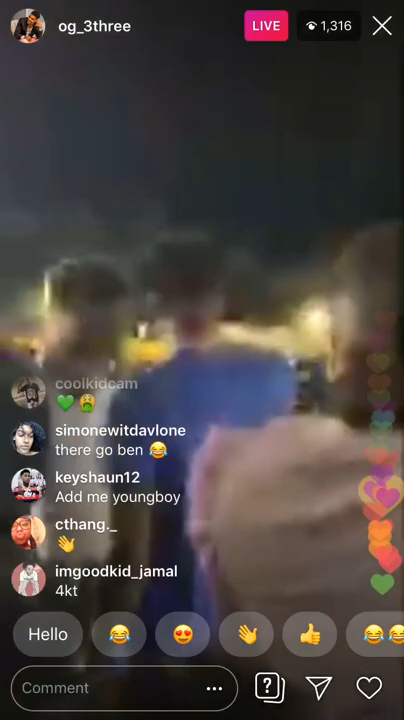 og_3three
LIVE
1,316
coolkidcam
💚 🤮
simonewitdavlone
there go ben 😂
keyshaun12
Add me youngboy
cthang._
👋
imgoodkid_jamal
4kt
Hello
😂
😍
👋
👍
😂😂
Comment